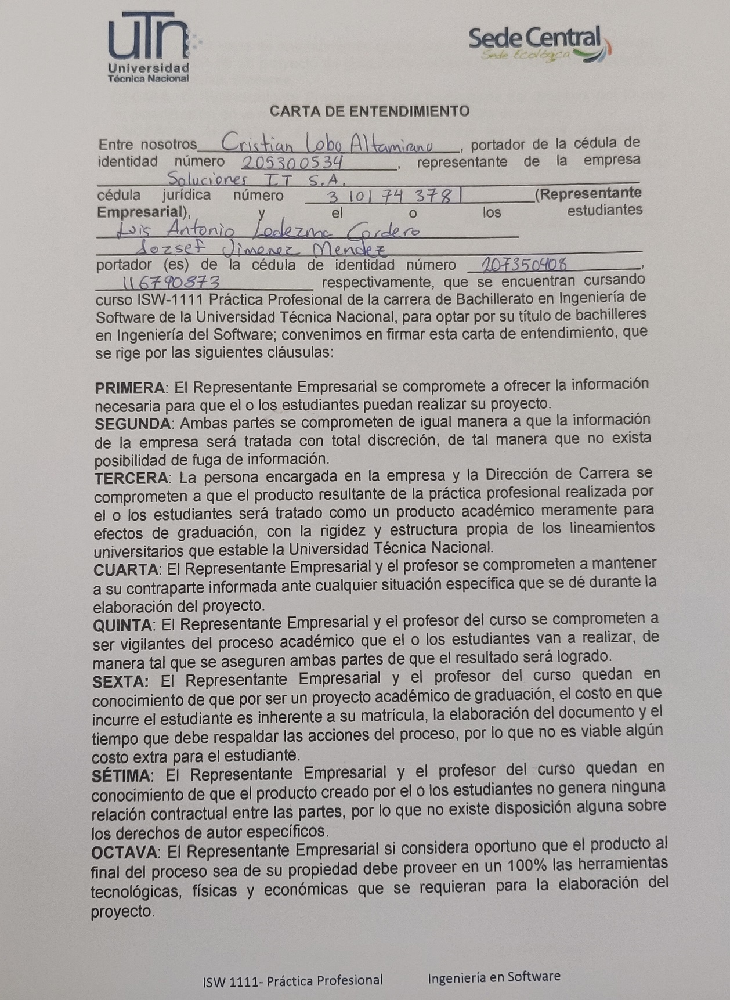 uTn
Universidad
Técnica Nacional
Sede Central
Sede Ecológica
CARTA DE ENTENDIMIENTO
Entre nosotros Cristian Lobo Altamirano, portador de la cédula de
identidad número 205300534, representante de la empresa
Soluciones IT S.A.
cédula jurídica número 3 101 74 3781 (Representante
Empresarial), y el o los estudiantes
Luis Antonio Ledezma Cordero
Jozsef Jimenez Mendez
portador (es) de la cédula de identidad número 207350408,
116790873 respectivamente, que se encuentran cursando
curso ISW-1111 Práctica Profesional de la carrera de Bachillerato en Ingeniería de
Software de la Universidad Técnica Nacional, para optar por su título de bachilleres
en Ingeniería del Software; convenimos en firmar esta carta de entendimiento, que
se rige por las siguientes cláusulas:
PRIMERA: El Representante Empresarial se compromete a ofrecer la información
necesaria para que el o los estudiantes puedan realizar su proyecto.
SEGUNDA: Ambas partes se comprometen de igual manera a que la información
de la empresa será tratada con total discreción, de tal manera que no exista
posibilidad de fuga de información.
TERCERA: La persona encargada en la empresa y la Dirección de Carrera se
comprometen a que el producto resultante de la práctica profesional realizada por
el o los estudiantes será tratado como un producto académico meramente para
efectos de graduación, con la rigidez y estructura propia de los lineamientos
universitarios que estable la Universidad Técnica Nacional.
CUARTA: El Representante Empresarial y el profesor se comprometen a mantener
a su contraparte informada ante cualquier situación específica que se dé durante la
elaboración del proyecto.
QUINTA: El Representante Empresarial y el profesor del curso se comprometen a
ser vigilantes del proceso académico que el o los estudiantes van a realizar, de
manera tal que se aseguren ambas partes de que el resultado será logrado.
SEXTA: El Representante Empresarial y el profesor del curso quedan en
conocimiento de que por ser un proyecto académico de graduación, el costo en que
incurre el estudiante es inherente a su matrícula, la elaboración del documento y el
tiempo que debe respaldar las acciones del proceso, por lo que no es viable algún
costo extra para el estudiante.
SÉTIMA: El Representante Empresarial y el profesor del curso quedan en
conocimiento de que el producto creado por el o los estudiantes no genera ninguna
relación contractual entre las partes, por lo que no existe disposición alguna sobre
los derechos de autor específicos.
OCTAVA: El Representante Empresarial si considera oportuno que el producto al
final del proceso sea de su propiedad debe proveer en un 100% las herramientas
tecnológicas, físicas y económicas que se requieran para la elaboración del
proyecto.
ISW 1111- Práctica Profesional Ingeniería en Software